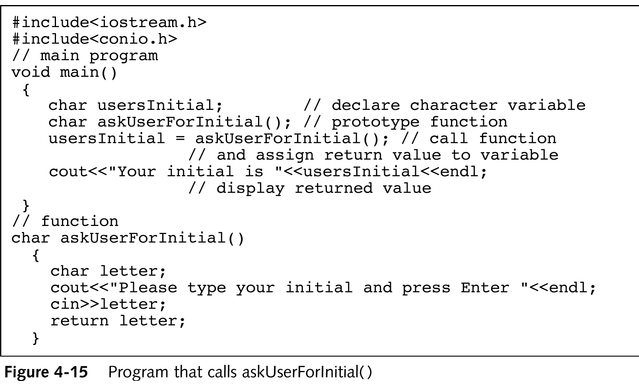 #include<iostream.h>
#include<conio.h>
// main program
void main()
{
char usersInitial; // declare character variable
char askUserForInitial(); // prototype function
usersInitial = askUserForInitial(); // call function
// and assign return value to variable
cout<<"Your initial is "<<usersInitial<<endl;
// display returned value
}
// function
char askUserForInitial()
{
char letter;
cout<<"Please type your initial and press Enter "<<endl;
cin>>letter;
return letter;
}
Figure 4-15 Program that calls askUserForInitial()